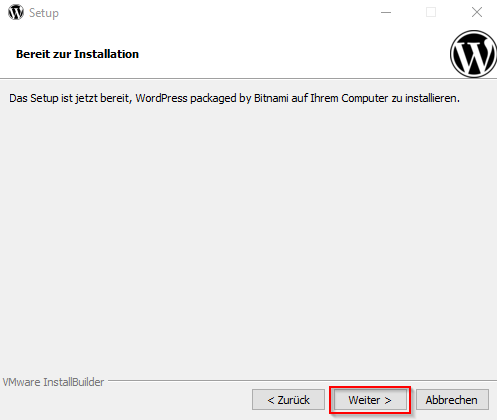 Setup
Bereit zur Installation
Das Setup ist jetzt bereit, WordPress packaged by Bitnami auf Ihrem Computer zu installieren.
VMware InstallBuilder
< Zurück
Weiter >
Abbrechen